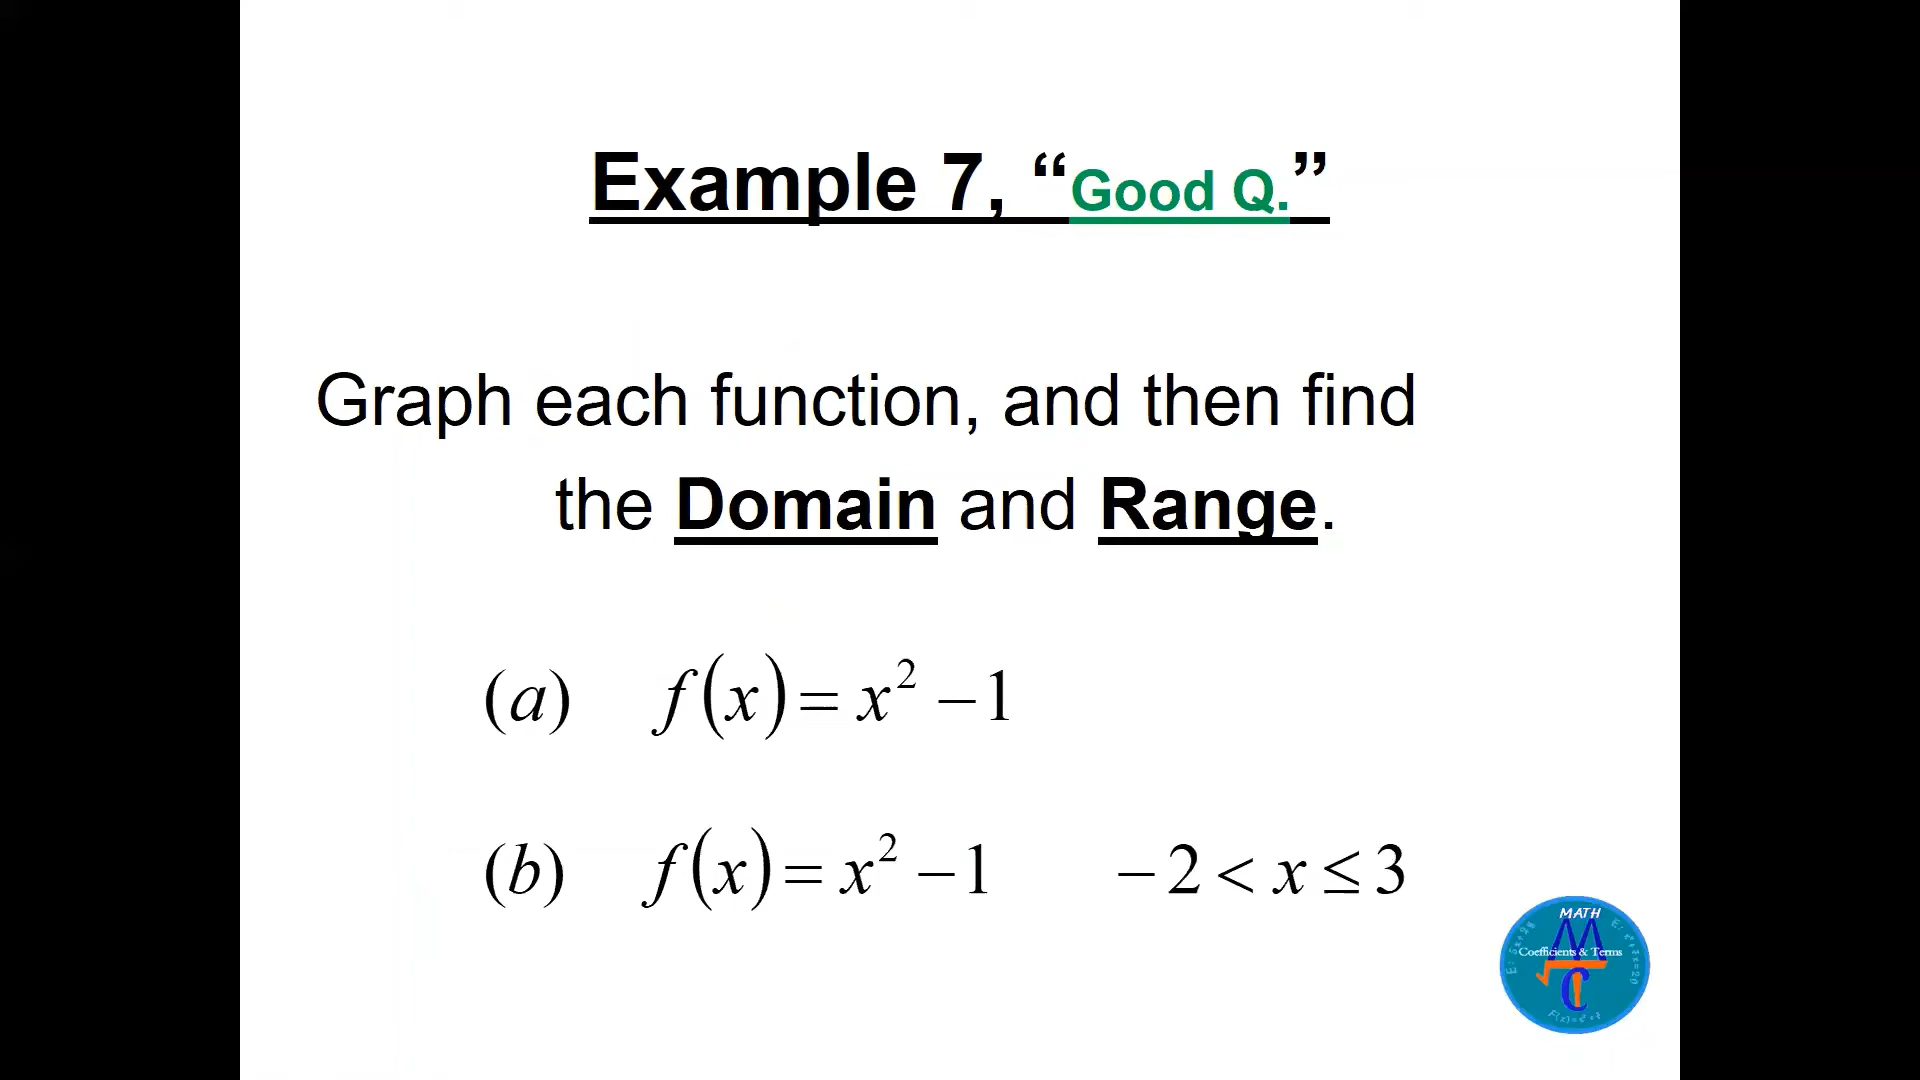 Example 7, “Good Q.”
Graph each function, and then find
the Domain and Range.
(a) f(x) = x² − 1
(b) f(x) = x² − 1 − 2 < x ≤ 3
MATH
Coefficients & Terms